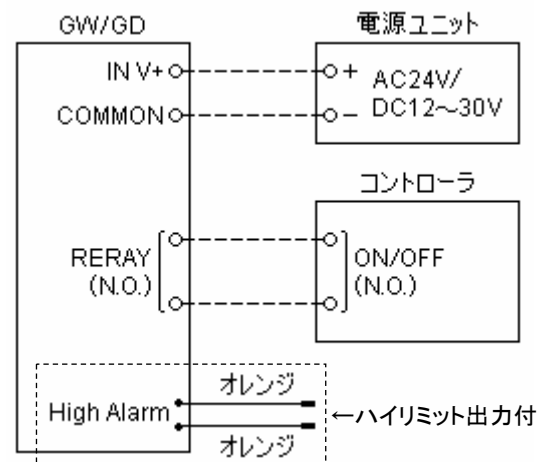 GW/GD
電源ユニット
IN V+
+
AC24V/
COMMON
-
DC12～30V
コントローラ
RERAY
(N.O.)
ON/OFF
(N.O.)
オレンジ
High Alarm
←ハイリミット出力付
オレンジ